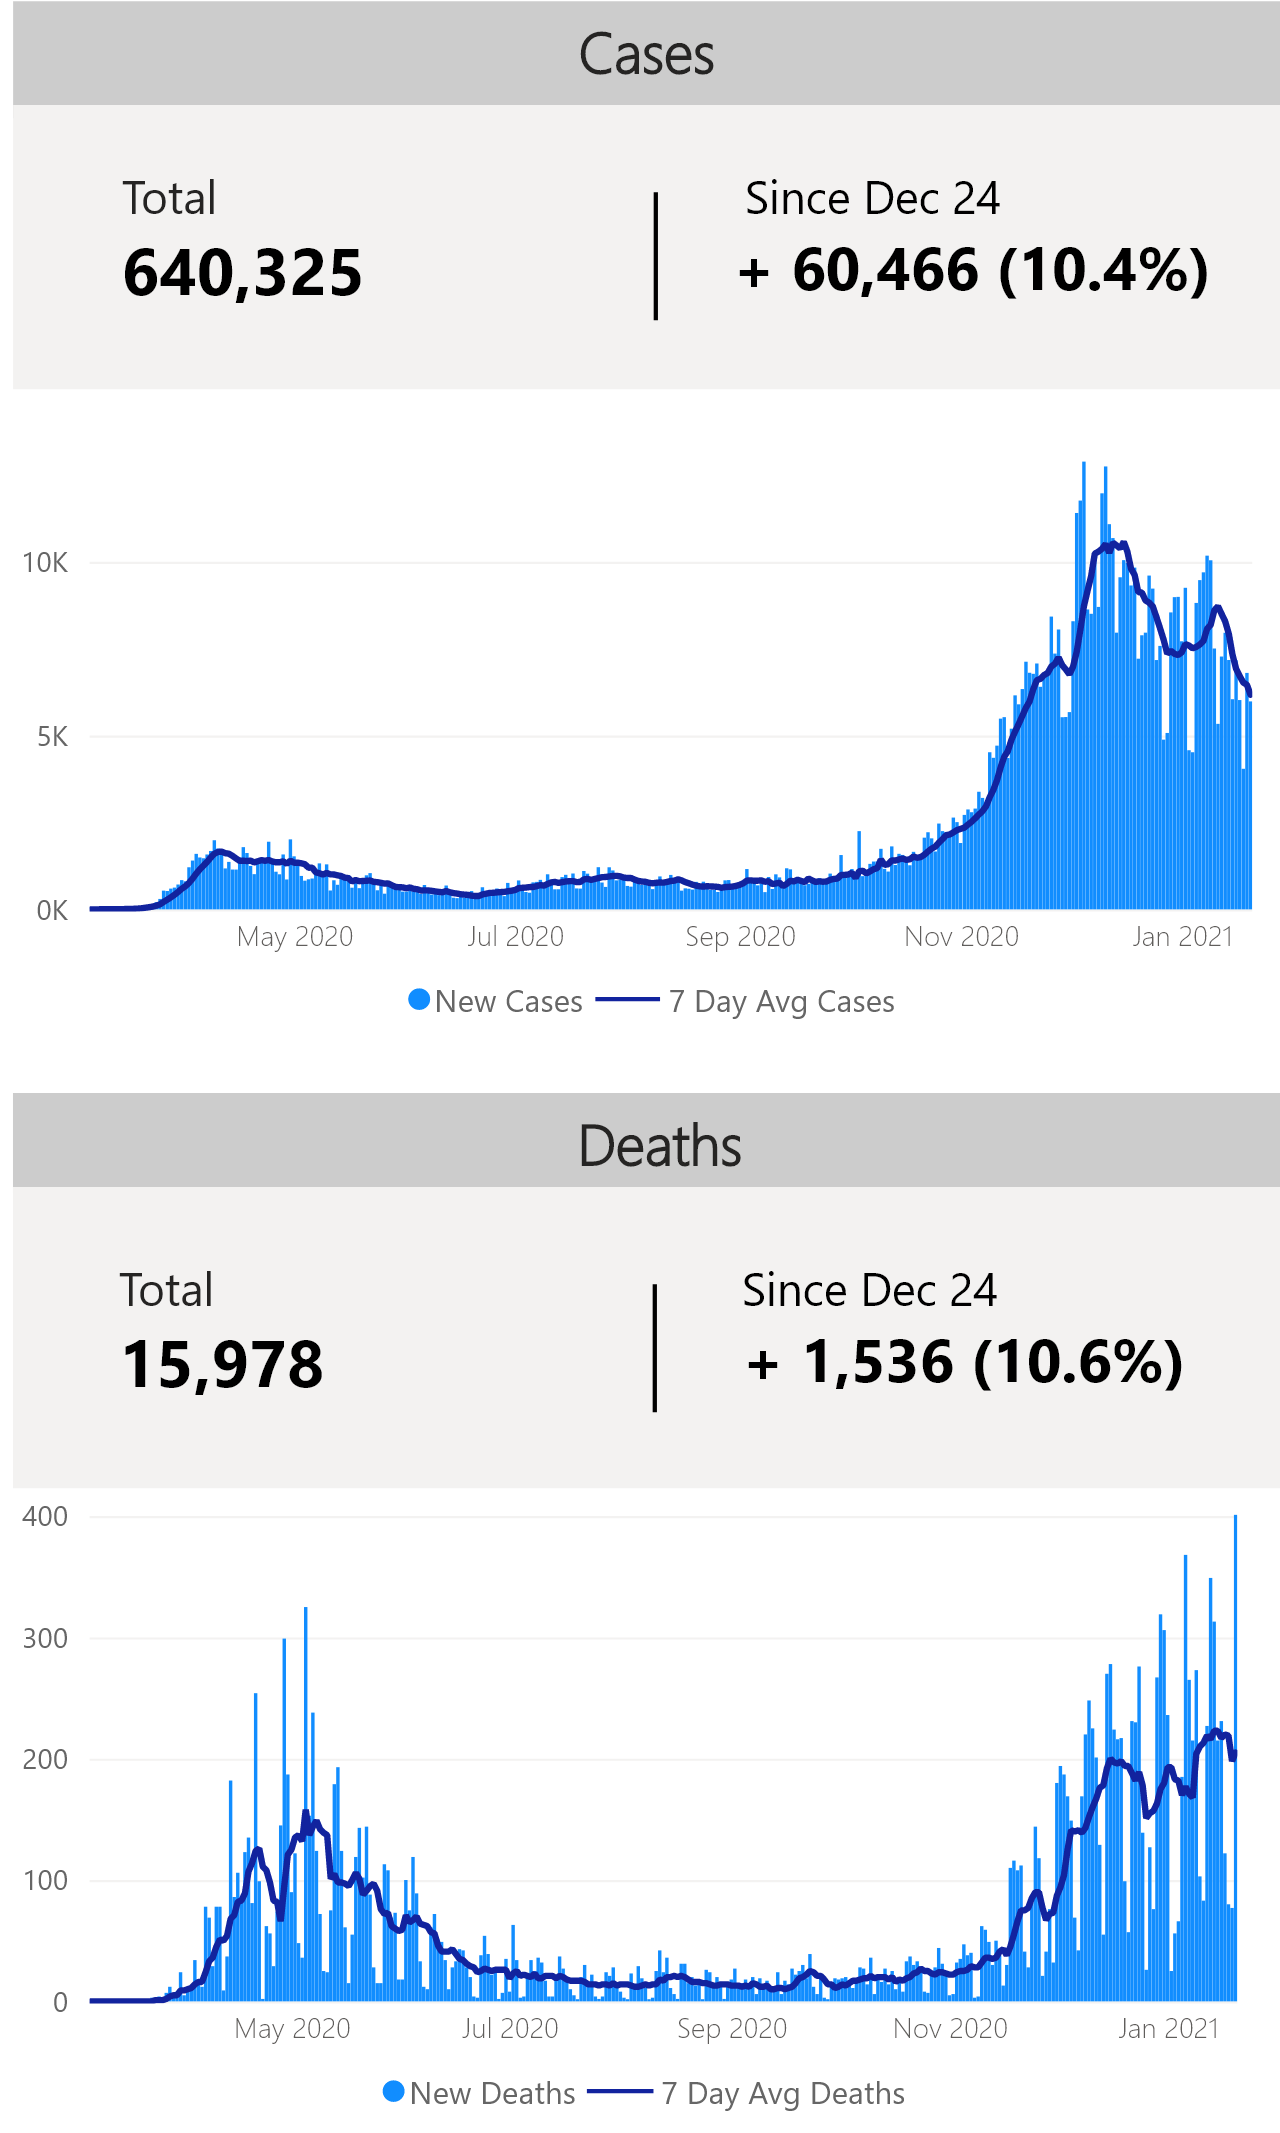 Cases
Total
Since Dec 24
640,325
+ 60,466 (10.4%)
10K
5K
0K
May 2020
Jul 2020
Sep 2020
Nov 2020
Jan 2021
New Cases
7 Day Avg Cases
Deaths
Total
Since Dec 24
15,978
+ 1,536 (10.6%)
400
300
200
100
0
May 2020
Jul 2020
Sep 2020
Nov 2020
Jan 2021
New Deaths
7 Day Avg Deaths